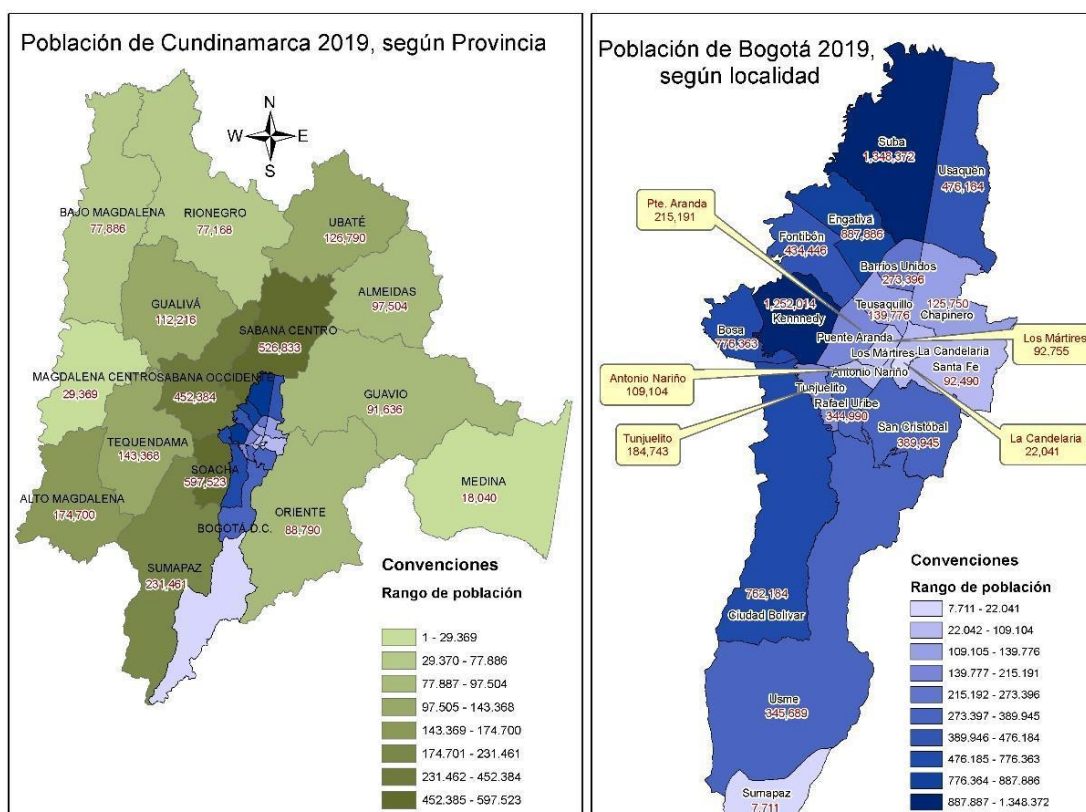 Población de Cundinamarca 2019, según Provincia
N
W E
S
BAJO MAGDALENA
77,886
RIONEGRO
77,168
UBATÉ
126,790
GUALIVÁ
112,216
ALMEIDAS
97,504
SABANA CENTRO
526,833
MAGDALENA CENTRO
29,369
SABANA OCCIDENTE
452,384
GUAVIO
91,636
TEQUENDAMA
143,368
SOACHA
597,523
MEDINA
18,040
ALTO MAGDALENA
174,700
BOGOTÁ D.C.
ORIENTE
88,790
SUMAPAZ
231,461
Convenciones
Rango de población
1 - 29.369
29.370 - 77.886
77.887 - 97.504
97.505 - 143.368
143.369 - 174.700
174.701 - 231.461
231.462 - 452.384
452.385 - 597.523
Población de Bogotá 2019,
según localidad
Suba
1,348,372
Usaquén
476,184
Pte. Aranda
215,191
Engativa
887,886
Fontibón
434,446
Barrios Unidos
273,396
1,252,014
Kennnedy
Teusaquillo
139,776
125,750
Chapinero
Bosa
776,363
Puente Aranda
Los Mártires
92,755
Los Mártires
La Candelaria
Santa Fe
92,490
Antonio Nariño
109,104
Antonio Nariño
Tunjuelito
Rafael Uribe
344,990
San Cristóbal
389,945
Tunjuelito
184,743
La Candelaria
22,041
762,184
Ciudad Bolivar
Usme
345,689
Sumapaz
7,711
Convenciones
Rango de población
7.711 - 22.041
22.042 - 109.104
109.105 - 139.776
139.777 - 215.191
215.192 - 273.396
273.397 - 389.945
389.946 - 476.184
476.185 - 776.363
776.364 - 887.886
887.887 - 1.348.372